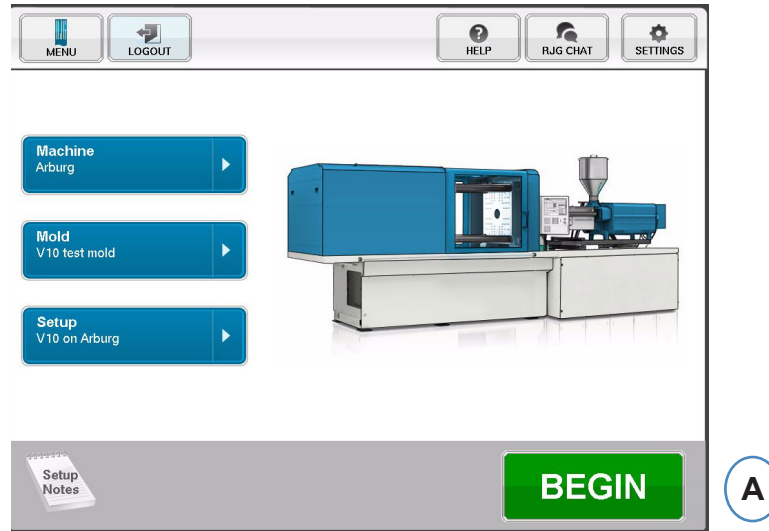 MENU
LOGOUT
HELP
RJG CHAT
SETTINGS
Machine
Arburg
Mold
V10 test mold
Setup
V10 on Arburg
Setup
Notes
BEGIN
A